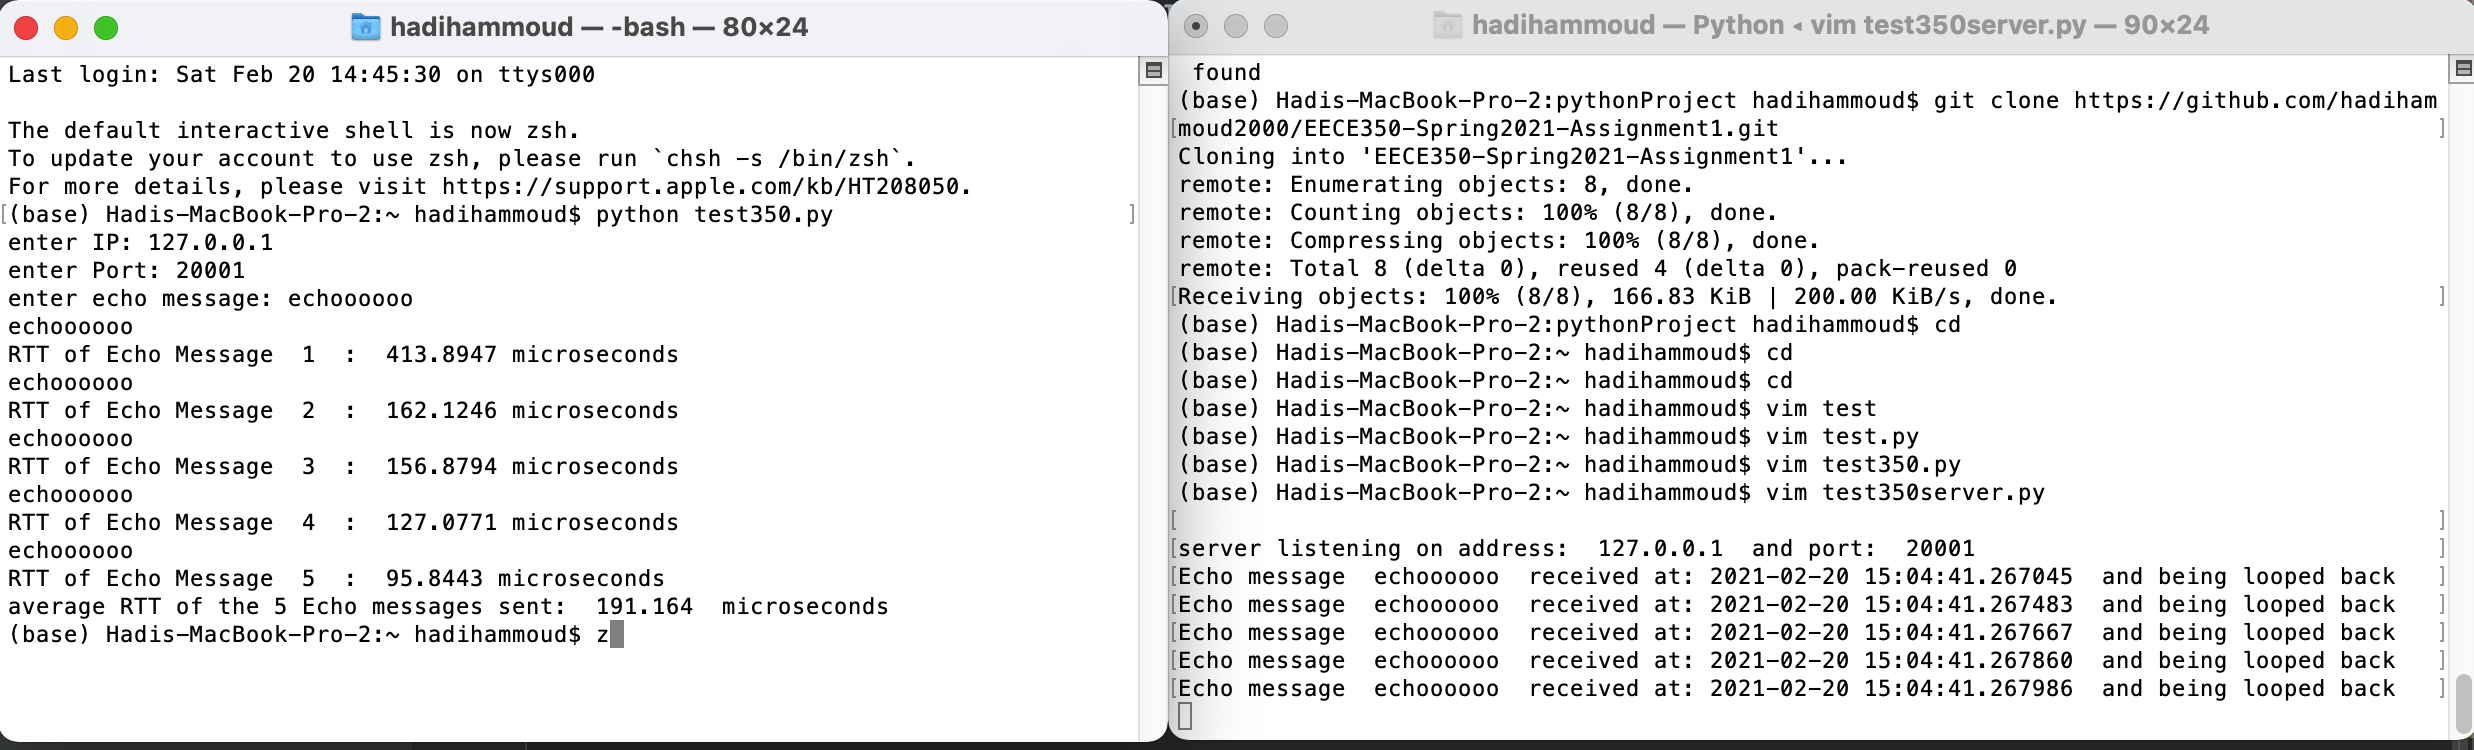 hadihammoud — -bash — 80×24
Last login: Sat Feb 20 14:45:30 on ttys000
The default interactive shell is now zsh.
To update your account to use zsh, please run `chsh -s /bin/zsh`.
For more details, please visit https://support.apple.com/kb/HT208050.
[(base) Hadis-MacBook-Pro-2:~ hadihammoud$ python test350.py ]
enter IP: 127.0.0.1
enter Port: 20001
enter echo message: echoooooo
echoooooo
RTT of Echo Message  1  :  413.8947 microseconds
echoooooo
RTT of Echo Message  2  :  162.1246 microseconds
echoooooo
RTT of Echo Message  3  :  156.8794 microseconds
echoooooo
RTT of Echo Message  4  :  127.0771 microseconds
echoooooo
RTT of Echo Message  5  :  95.8443 microseconds
average RTT of the 5 Echo messages sent:  191.164  microseconds
(base) Hadis-MacBook-Pro-2:~ hadihammoud$ z
hadihammoud — Python ◂ vim test350server.py — 90×24
found
(base) Hadis-MacBook-Pro-2:pythonProject hadihammoud$ git clone https://github.com/hadiham
[moud2000/EECE350-Spring2021-Assignment1.git ]
Cloning into 'EECE350-Spring2021-Assignment1'...
remote: Enumerating objects: 8, done.
remote: Counting objects: 100% (8/8), done.
remote: Compressing objects: 100% (8/8), done.
remote: Total 8 (delta 0), reused 4 (delta 0), pack-reused 0
[Receiving objects: 100% (8/8), 166.83 KiB | 200.00 KiB/s, done. ]
(base) Hadis-MacBook-Pro-2:pythonProject hadihammoud$ cd
(base) Hadis-MacBook-Pro-2:~ hadihammoud$ cd
(base) Hadis-MacBook-Pro-2:~ hadihammoud$ cd
(base) Hadis-MacBook-Pro-2:~ hadihammoud$ vim test
(base) Hadis-MacBook-Pro-2:~ hadihammoud$ vim test.py
(base) Hadis-MacBook-Pro-2:~ hadihammoud$ vim test350.py
(base) Hadis-MacBook-Pro-2:~ hadihammoud$ vim test350server.py
[ ]
[server listening on address:  127.0.0.1  and port:  20001 ]
[Echo message  echoooooo  received at: 2021-02-20 15:04:41.267045  and being looped back ]
[Echo message  echoooooo  received at: 2021-02-20 15:04:41.267483  and being looped back ]
[Echo message  echoooooo  received at: 2021-02-20 15:04:41.267667  and being looped back ]
[Echo message  echoooooo  received at: 2021-02-20 15:04:41.267860  and being looped back ]
[Echo message  echoooooo  received at: 2021-02-20 15:04:41.267986  and being looped back ]